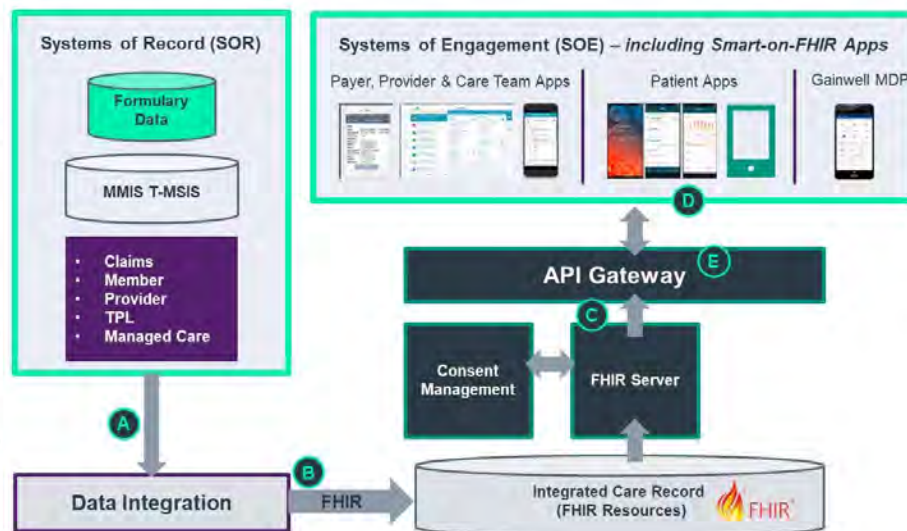 Systems of Record (SOR)
Formulary
Data
MMIS T-MSIS
• Claims
• Member
• Provider
• TPL
• Managed Care
A
Data Integration
B
FHIR
Systems of Engagement (SOE) – including Smart-on-FHIR Apps
Payer, Provider & Care Team Apps
Patient Apps
Gainwell MDP
D
API Gateway
E
C
Consent
Management
FHIR Server
Integrated Care Record
(FHIR Resources)
FHIR